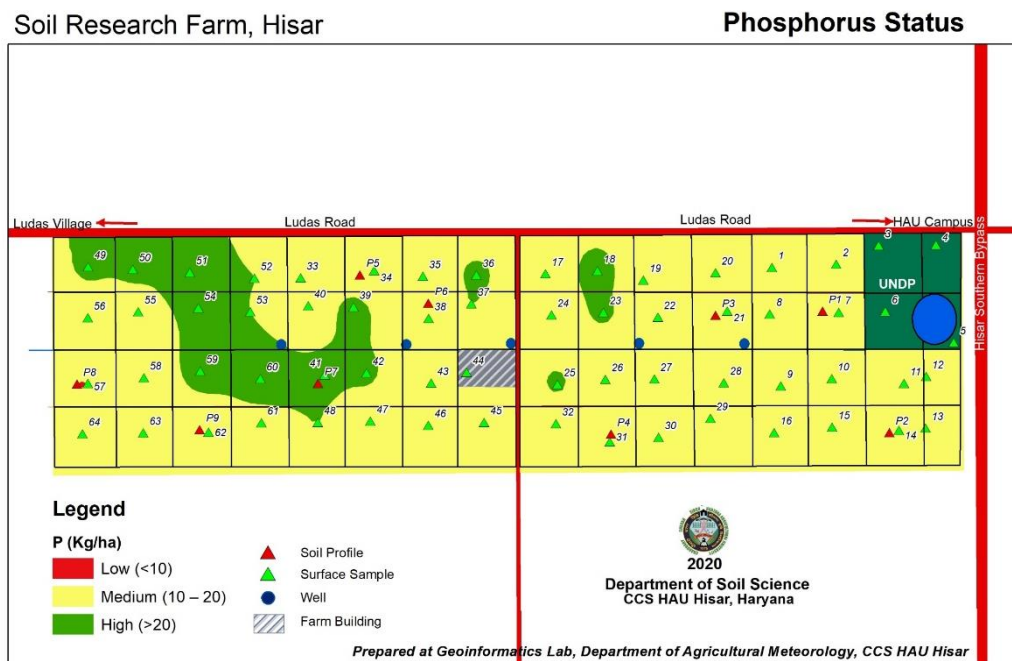 Soil Research Farm, Hisar
Phosphorus Status
Ludas Village
Ludas Road
Ludas Road
HAU Campus
Hisar Southern Bypass
49 50 51 52 33 P5 34 35 36 17 18 19 20 1 2 3 4
UNDP
56 55 54 53 40 39 P6 38 37 24 23 22 P3 21 8 P1 7 6 5
P8 57 58 59 60 41 P7 42 43 44 25 26 27 28 9 10 11 12
64 63 P9 62 61 48 47 46 45 32 P4 31 30 29 16 15 P2 14 13
Legend
P (Kg/ha)
Low (<10)
Medium (10 – 20)
High (>20)
Soil Profile
Surface Sample
Well
Farm Building
2020
Department of Soil Science
CCS HAU Hisar, Haryana
Prepared at Geoinformatics Lab, Department of Agricultural Meteorology, CCS HAU Hisar